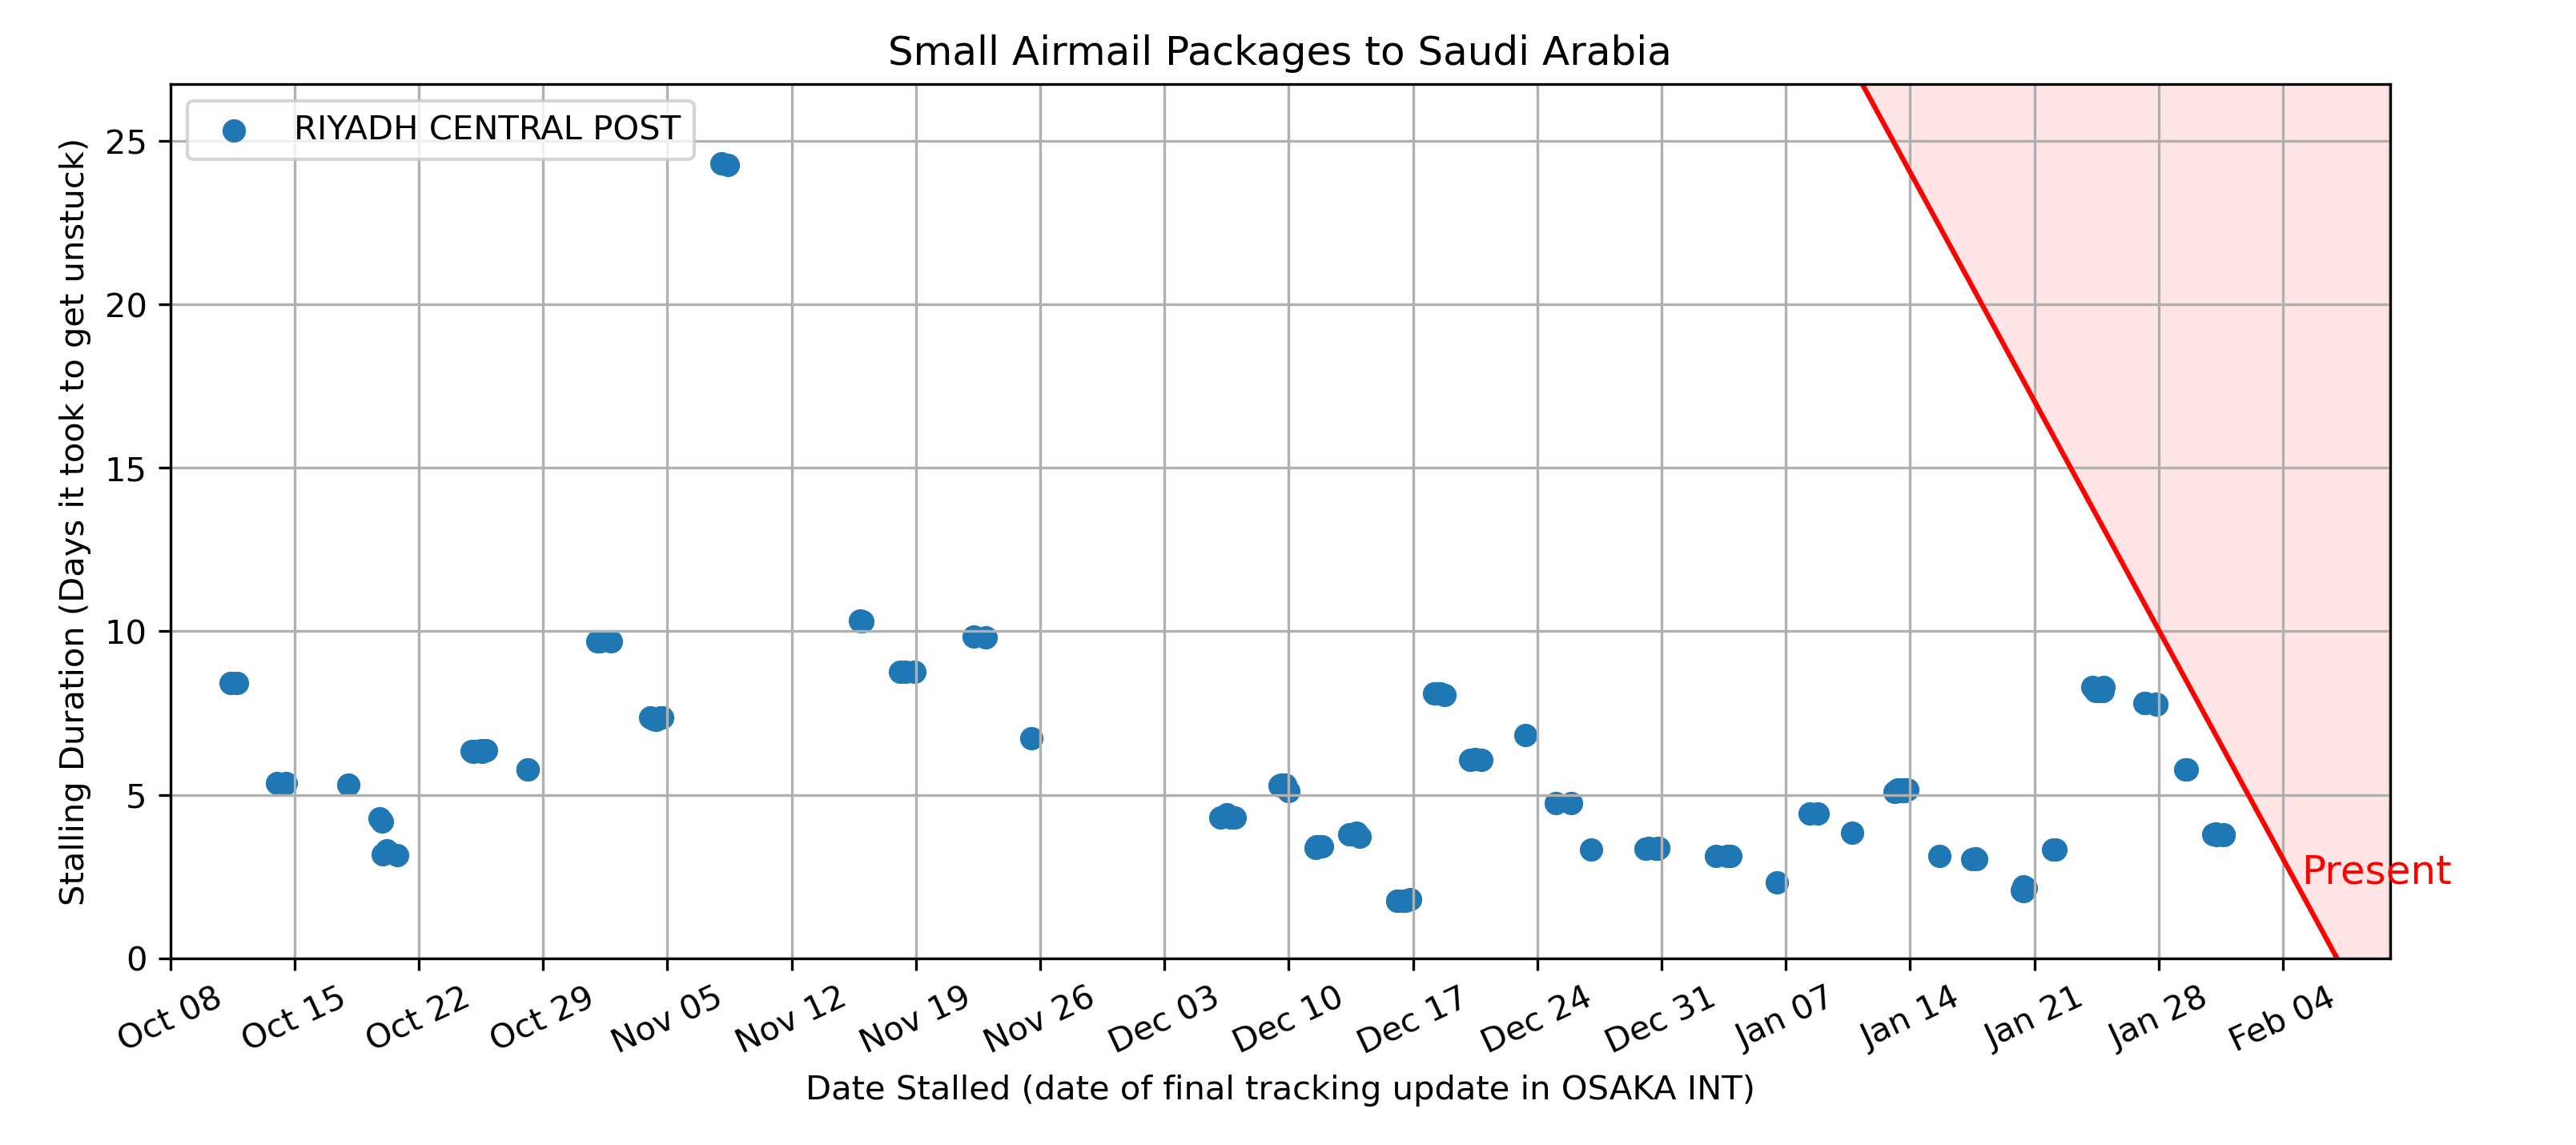 Small Airmail Packages to Saudi Arabia
RIYADH CENTRAL POST
Stalling Duration (Days it took to get unstuck)
25
20
15
10
5
0
Present
Oct 08
Oct 15
Oct 22
Oct 29
Nov 05
Nov 12
Nov 19
Nov 26
Dec 03
Dec 10
Dec 17
Dec 24
Dec 31
Jan 07
Jan 14
Jan 21
Jan 28
Feb 04
Date Stalled (date of final tracking update in OSAKA INT)